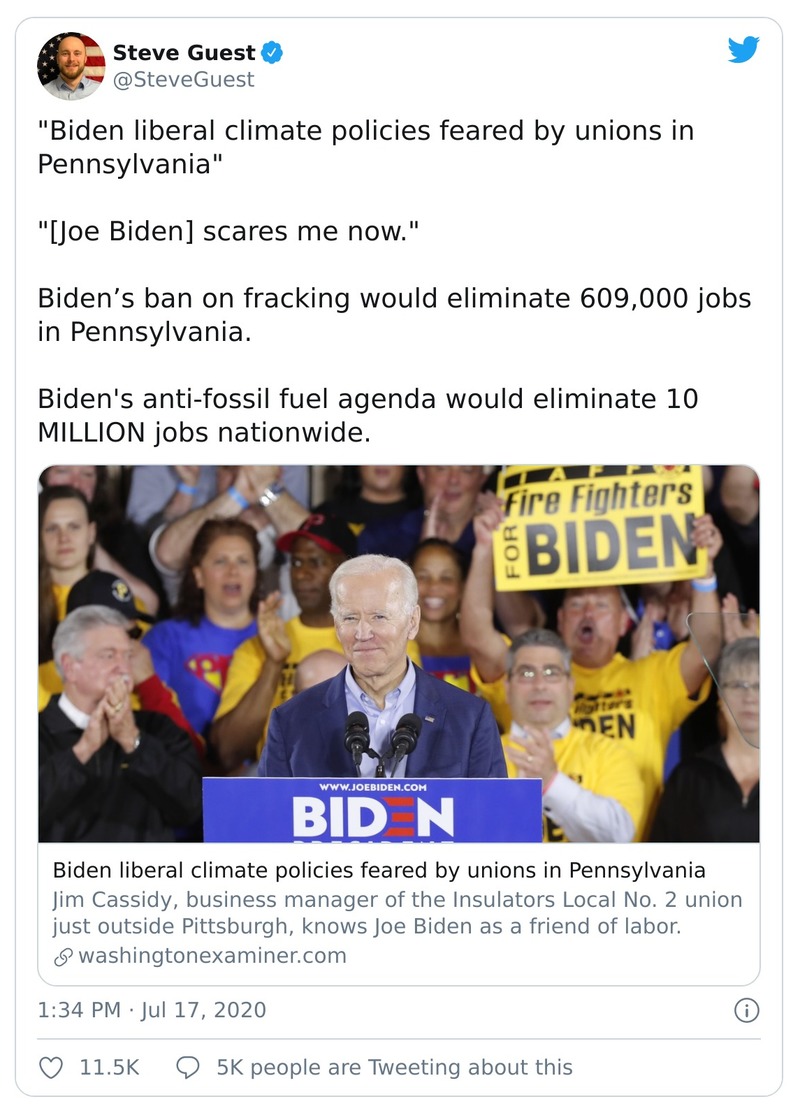 Steve Guest
@SteveGuest
"Biden liberal climate policies feared by unions in
Pennsylvania"
"[Joe Biden] scares me now."
Biden’s ban on fracking would eliminate 609,000 jobs
in Pennsylvania.
Biden's anti-fossil fuel agenda would eliminate 10
MILLION jobs nationwide.
Fire Fighters
FOR BIDEN
WWW.JOEBIDEN.COM
BIDEN
PRESIDENT
Biden liberal climate policies feared by unions in Pennsylvania
Jim Cassidy, business manager of the Insulators Local No. 2 union
just outside Pittsburgh, knows Joe Biden as a friend of labor.
washingtonexaminer.com
1:34 PM · Jul 17, 2020
11.5K 5K people are Tweeting about this